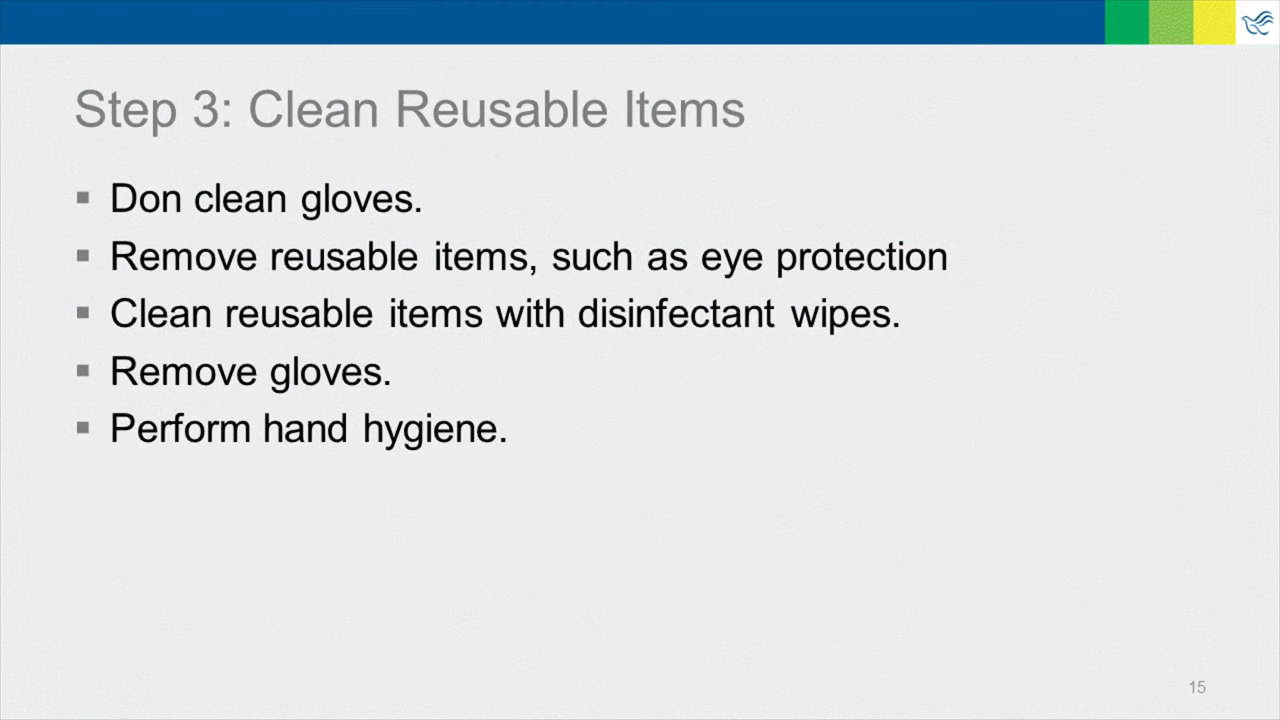 Step 3: Clean Reusable Items
▪ Don clean gloves.
▪ Remove reusable items, such as eye protection
▪ Clean reusable items with disinfectant wipes.
▪ Remove gloves.
▪ Perform hand hygiene.
15